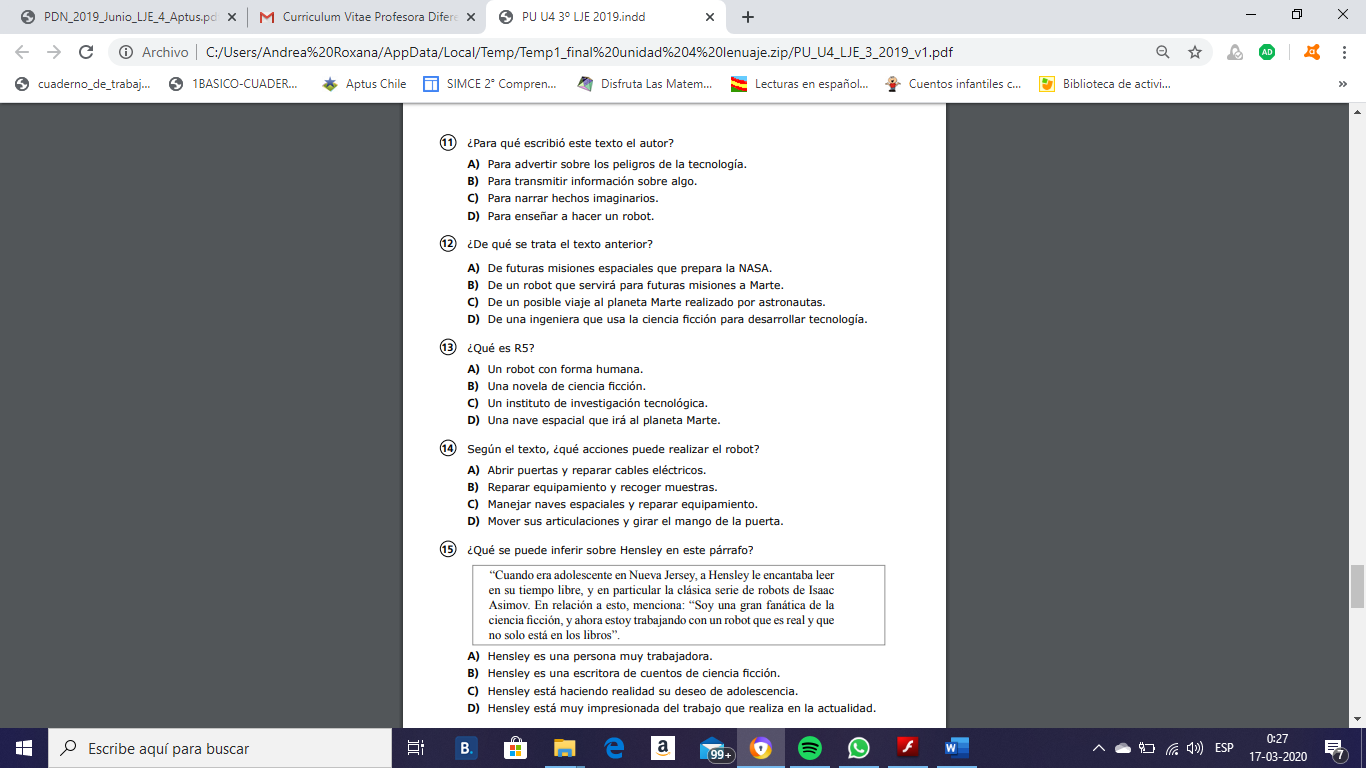 PDN_2019_Junio_LJE_4_Aptus.pd
Curriculum Vitae Profesora Difere
PU U4 3º LJE 2019.indd
Archivo
C:/Users/Andrea%20Roxana/AppData/Local/Temp/Temp1_final%20unidad%204%20lenuaje.zip/PU_U4_LJE_3_2019_v1.pdf
AD
cuaderno_de_trabaj...
1BASICO-CUADER...
Aptus Chile
SIMCE 2° Compren...
Disfruta Las Matem...
Lecturas en español...
Cuentos infantiles c...
Biblioteca de activi...
»
11 ¿Para qué escribió este texto el autor?
A) Para advertir sobre los peligros de la tecnología.
B) Para transmitir información sobre algo.
C) Para narrar hechos imaginarios.
D) Para enseñar a hacer un robot.
12 ¿De qué se trata el texto anterior?
A) De futuras misiones espaciales que prepara la NASA.
B) De un robot que servirá para futuras misiones a Marte.
C) De un posible viaje al planeta Marte realizado por astronautas.
D) De una ingeniera que usa la ciencia ficción para desarrollar tecnología.
13 ¿Qué es R5?
A) Un robot con forma humana.
B) Una novela de ciencia ficción.
C) Un instituto de investigación tecnológica.
D) Una nave espacial que irá al planeta Marte.
14 Según el texto, ¿qué acciones puede realizar el robot?
A) Abrir puertas y reparar cables eléctricos.
B) Reparar equipamiento y recoger muestras.
C) Manejar naves espaciales y reparar equipamiento.
D) Mover sus articulaciones y girar el mango de la puerta.
15 ¿Qué se puede inferir sobre Hensley en este párrafo?
“Cuando era adolescente en Nueva Jersey, a Hensley le encantaba leer
en su tiempo libre, y en particular la clásica serie de robots de Isaac
Asimov. En relación a esto, menciona: “Soy una gran fanática de la
ciencia ficción, y ahora estoy trabajando con un robot que es real y que
no solo está en los libros”.
A) Hensley es una persona muy trabajadora.
B) Hensley es una escritora de cuentos de ciencia ficción.
C) Hensley está haciendo realidad su deseo de adolescencia.
D) Hensley está muy impresionada del trabajo que realiza en la actualidad.
Escribe aquí para buscar
B.
a
99+
W
ESP
0:27
17-03-2020
7